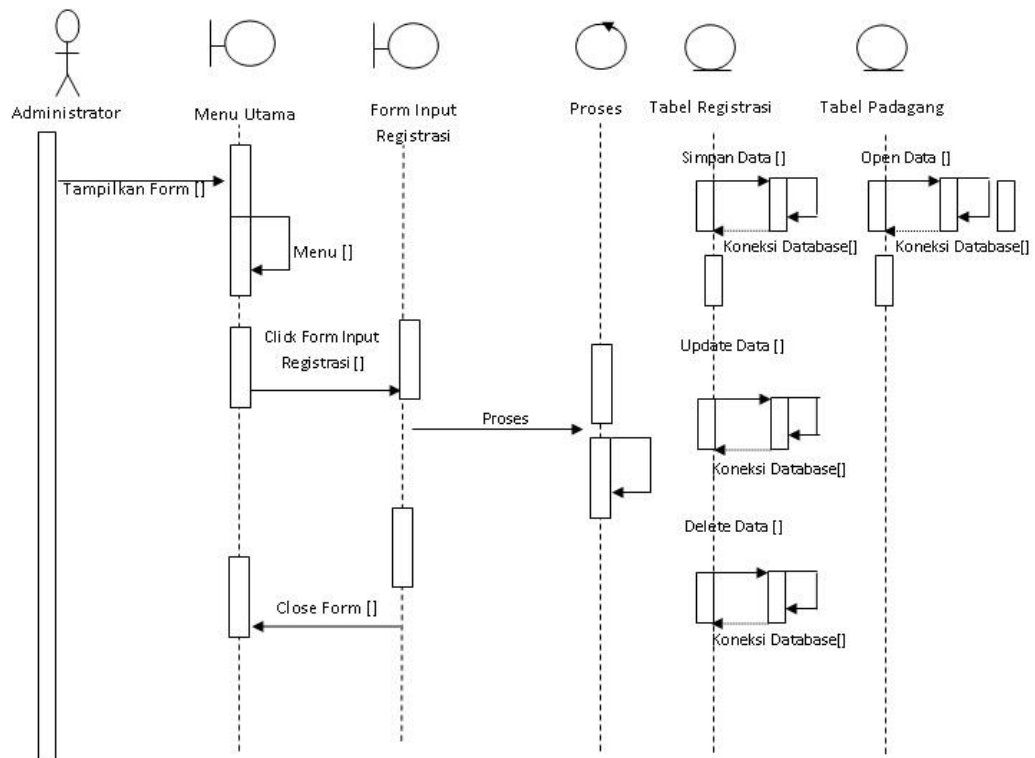 Administrator
Menu Utama
Form Input
Registrasi
Proses
Tabel Registrasi
Tabel Padagang
Simpan Data []
Open Data []
Tampilkan Form []
Koneksi Database[]
Koneksi Database[]
Menu []
Click Form Input
Registrasi []
Update Data []
Proses
Koneksi Database[]
Delete Data []
Close Form []
Koneksi Database[]